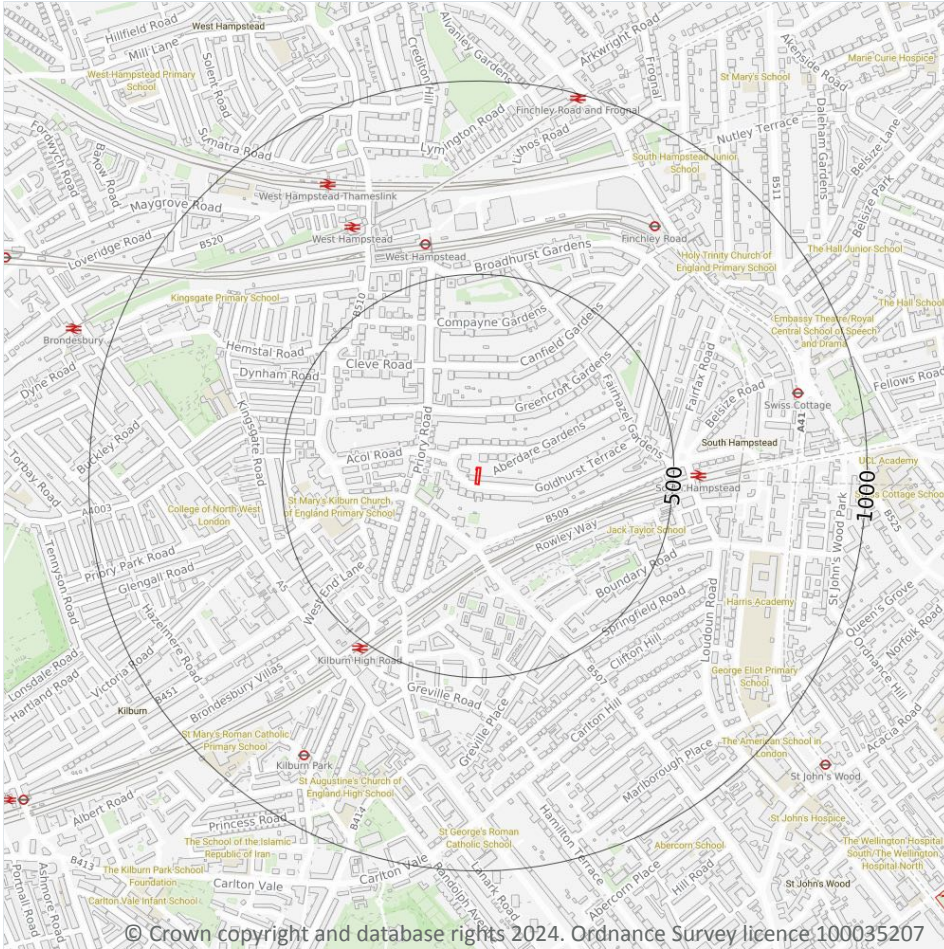 West Hampstead
Hillfield Road
Mill Lane
West Hampstead Primary
School
Solent Road
Crediton Hill
Alvanley Gardens
Arkwright Road
Frognal
Akenside Road
Marie Curie Hospice
St Mary's School
Finchley Road and Frognal
Fordwych Road
Barlow Road
Sumatra Road
Lymington Road
Lithos Road
Nutley Terrace
Daleham Gardens
Belsize Lane
South Hampstead Junior
School
B511
Belsize Park
Maygrove Road
West Hampstead Thameslink
West Hampstead
B520
Loveridge Road
West Hampstead
Finchley Road
Broadhurst Gardens
Holy Trinity Church of
England Primary School
The Hall Junior School
Kingsgate Primary School
B510
The Hall School
Brondesbury
Compayne Gardens
Canfield Gardens
Embassy Theatre/Royal
Central School of Speech
and Drama
Hemstal Road
Dynham Road
Cleve Road
Dyne Road
Fellows Road
Greencroft Gardens
Fairhazel Gardens
Fairfax Road
Belsize Road
Swiss Cottage
A41
Kingsgate Road
Priory Road
Buckley Road
Torbay Road
Acol Road
Aberdare Gardens
Goldhurst Terrace
South Hampstead
UCL Academy
500
1000
South Hampstead
A4003
College of North West
London
St Mary's Kilburn Church
of England Primary School
B509
Rowley Way
Jack Taylor School
B525
Tennyson Road
Priory Park Road
Glengall Road
A5
West End Lane
Boundary Road
St John's Wood Park
Harris Academy
Queen's Grove
Norfolk Road
Hazelmere Road
Springfield Road
Loudoun Road
Clifton Hill
Ordnance Hill
Kilburn High Road
Lonsdale Road
Hartland Road
Victoria Road
B451
Brondesbury Villas
Kilburn
Greville Road
Greville Place
B507
Carlton Hill
George Eliot Primary
School
Acacia Road
St Mary's Roman Catholic
Primary School
Marlborough Place
The American School in
London
Kilburn Park
St John's Wood
St Augustine's Church of
England High School
Albert Road
Princess Road
B414
Hamilton Terrace
St John's Hospice
The School of the Islamic
Republic of Iran
St George's Roman
Catholic School
Abercorn School
The Wellington Hospital
South, The Wellington
Hospital North
B413
Portnall Road
Ashmore Road
The Kilburn Park School
Foundation
Carlton Vale
Carlton Vale
Randolph Ave
Lanark Road
Abercorn Place
Hill Road
St John's Wood
Carlton Vale Infant School
© Crown copyright and database rights 2024. Ordnance Survey licence 100035207